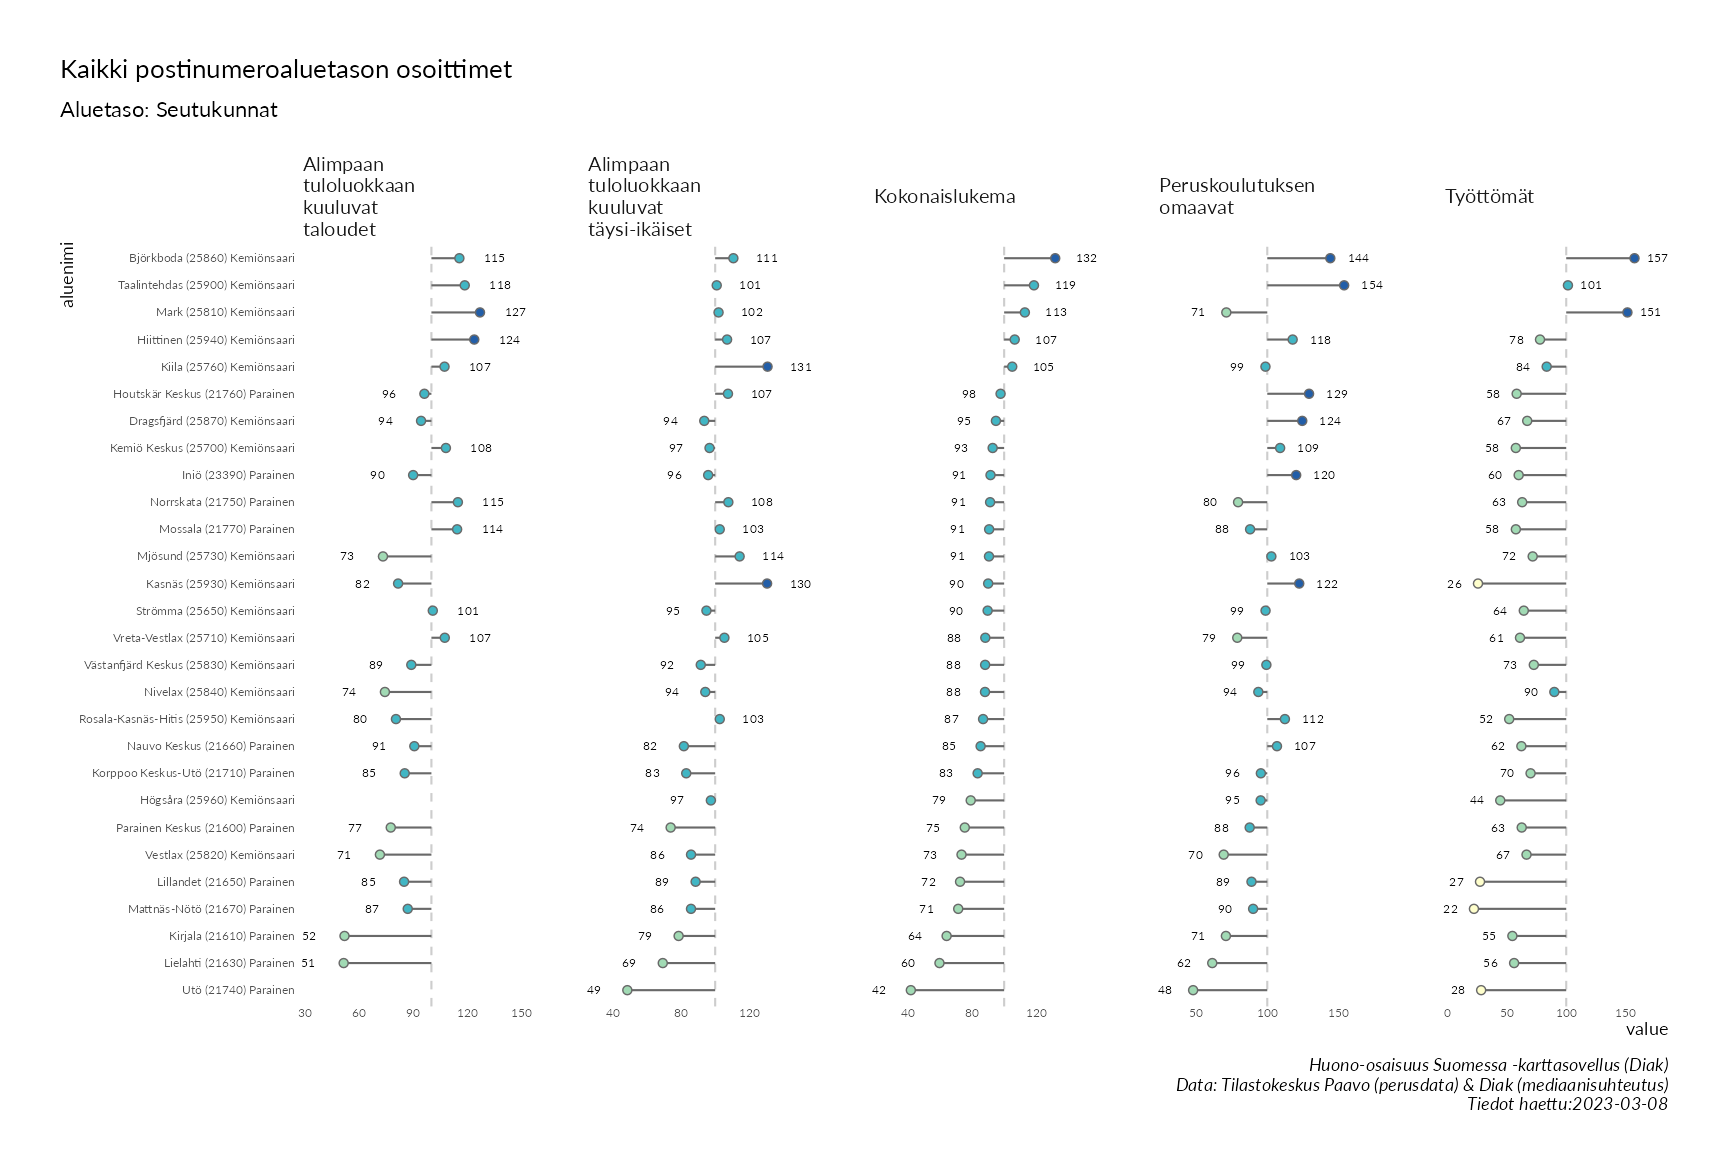 Kaikki postinumeroaluetason osoittimet
Aluetaso: Seutukunnat
Alimpaan
tuloluokkaan
kuuluvat
taloudet
Alimpaan
tuloluokkaan
kuuluvat
täysi-ikäiset
Kokonaislukema
Peruskoulutuksen
omaavat
Työttömät
aluenimi
Björkboda (25860) Kemiönsaari 115 111 132 144 157
Taalintehdas (25900) Kemiönsaari 118 101 119 154 101
Mark (25810) Kemiönsaari 127 102 113 71 151
Hiittinen (25940) Kemiönsaari 124 107 107 118 78
Kiila (25760) Kemiönsaari 107 131 105 99 84
Houtskär Keskus (21760) Parainen 96 107 98 129 58
Dragsfjärd (25870) Kemiönsaari 94 94 95 124 67
Kemiö Keskus (25700) Kemiönsaari 108 97 93 109 58
Iniö (23390) Parainen 90 96 91 120 60
Norrskata (21750) Parainen 115 108 91 80 63
Mossala (21770) Parainen 114 103 91 88 58
Mjösund (25730) Kemiönsaari 73 114 91 103 72
Kasnäs (25930) Kemiönsaari 82 130 90 122 26
Strömma (25650) Kemiönsaari 101 95 90 99 64
Vreta-Vestlax (25710) Kemiönsaari 107 105 88 79 61
Västanfjärd Keskus (25830) Kemiönsaari 89 92 88 99 73
Nivelax (25840) Kemiönsaari 74 94 88 94 90
Rosala-Kasnäs-Hitis (25950) Kemiönsaari 80 103 87 112 52
Nauvo Keskus (21660) Parainen 91 82 85 107 62
Korppoo Keskus-Utö (21710) Parainen 85 83 83 96 70
Högsåra (25960) Kemiönsaari 97 79 95 44
Parainen Keskus (21600) Parainen 77 74 75 88 63
Vestlax (25820) Kemiönsaari 71 86 73 70 67
Lillandet (21650) Parainen 85 89 72 89 27
Mattnäs-Nötö (21670) Parainen 87 86 71 90 22
Kirjala (21610) Parainen 52 79 64 71 55
Lielahti (21630) Parainen 51 69 60 62 56
Utö (21740) Parainen 49 42 48 28
30 60 90 120 150 40 80 120 40 80 120 50 100 150 0 50 100 150
value
Huono-osaisuus Suomessa -karttasovellus (Diak)
Data: Tilastokeskus Paavo (perusdata) & Diak (mediaanisuhteutus)
Tiedot haettu:2023-03-08